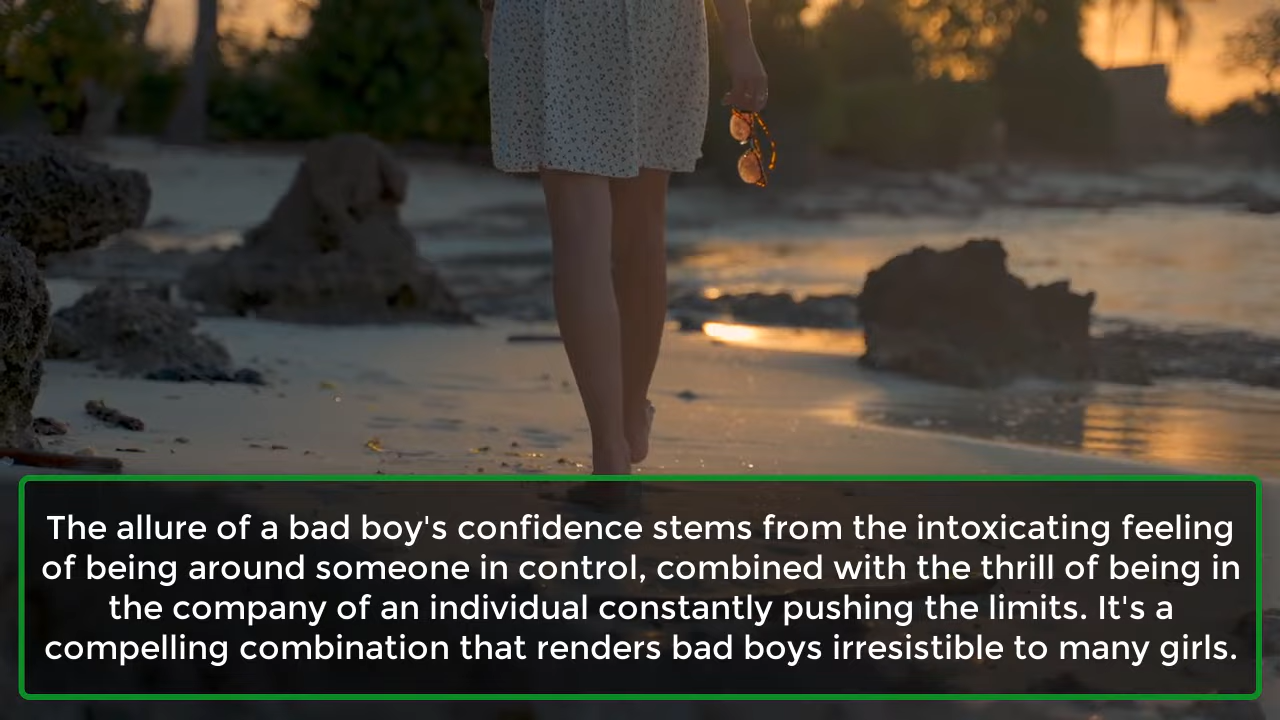 The allure of a bad boy's confidence stems from the intoxicating feeling
of being around someone in control, combined with the thrill of being in
the company of an individual constantly pushing the limits. It's a
compelling combination that renders bad boys irresistible to many girls.